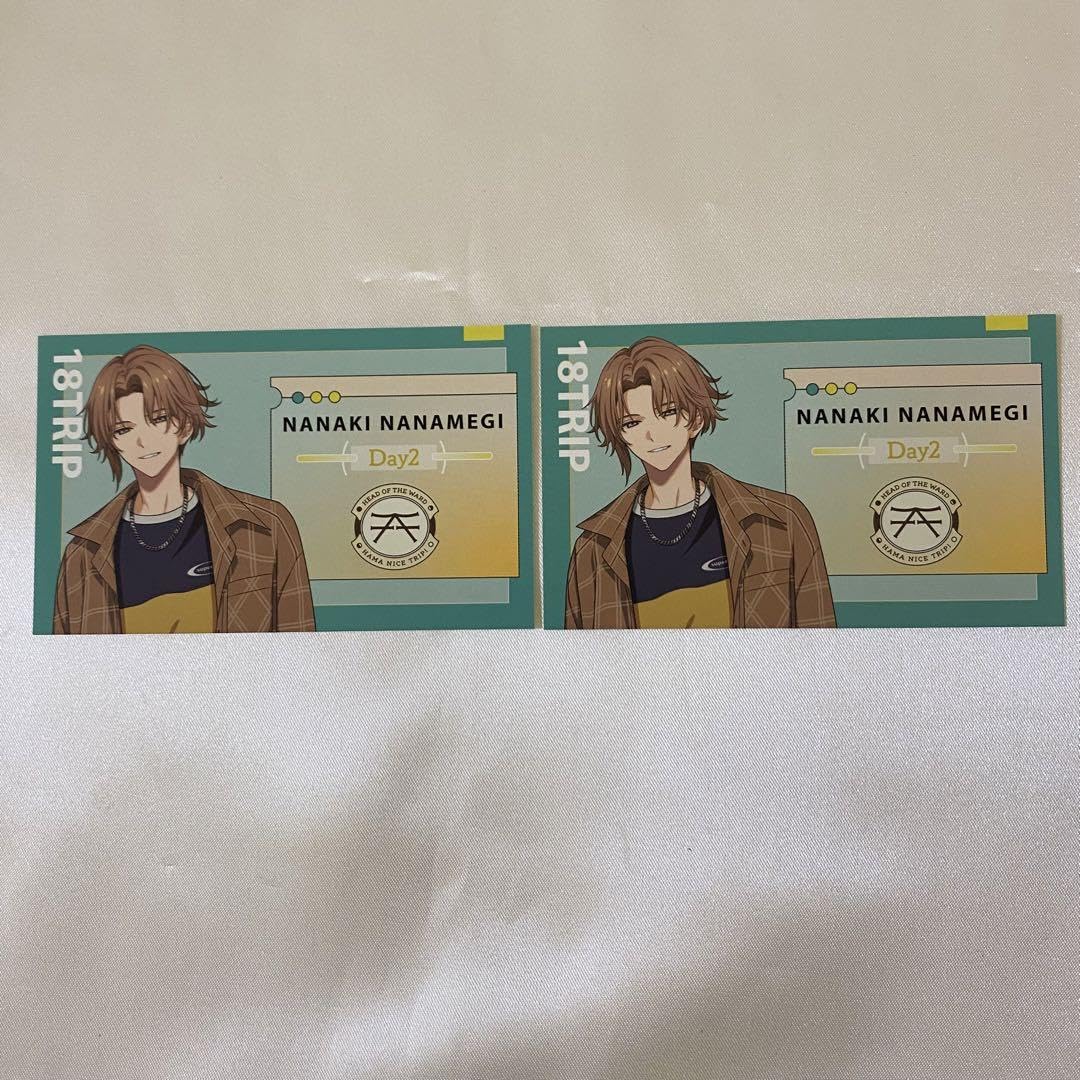 18TRIP
NANAKI NANAMEGI
Day2
HEAD OF THE WARD
HAMA NICE TRIP!
18TRIP
NANAKI NANAMEGI
Day2
HEAD OF THE WARD
HAMA NICE TRIP!